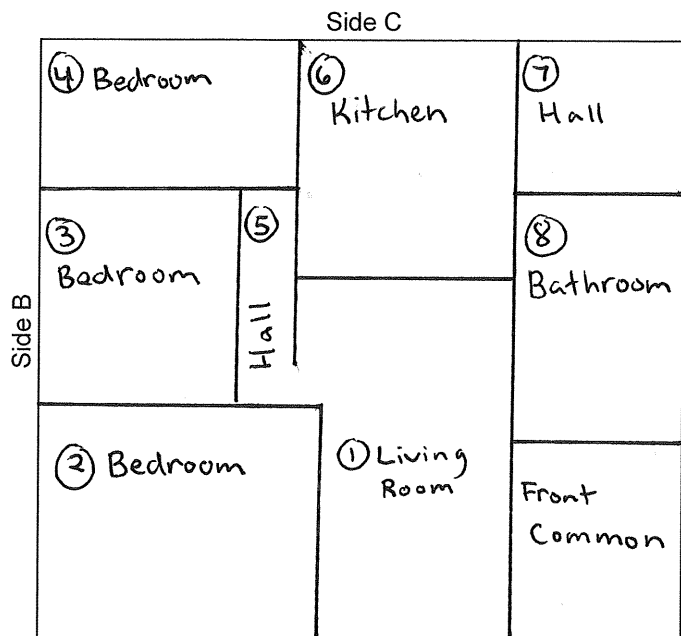 Side C
4 Bedroom
6
Kitchen
7
Hall
3
Bedroom
5
Hall
8
Bathroom
Side B
2 Bedroom
1 Living
Room
Front
Common